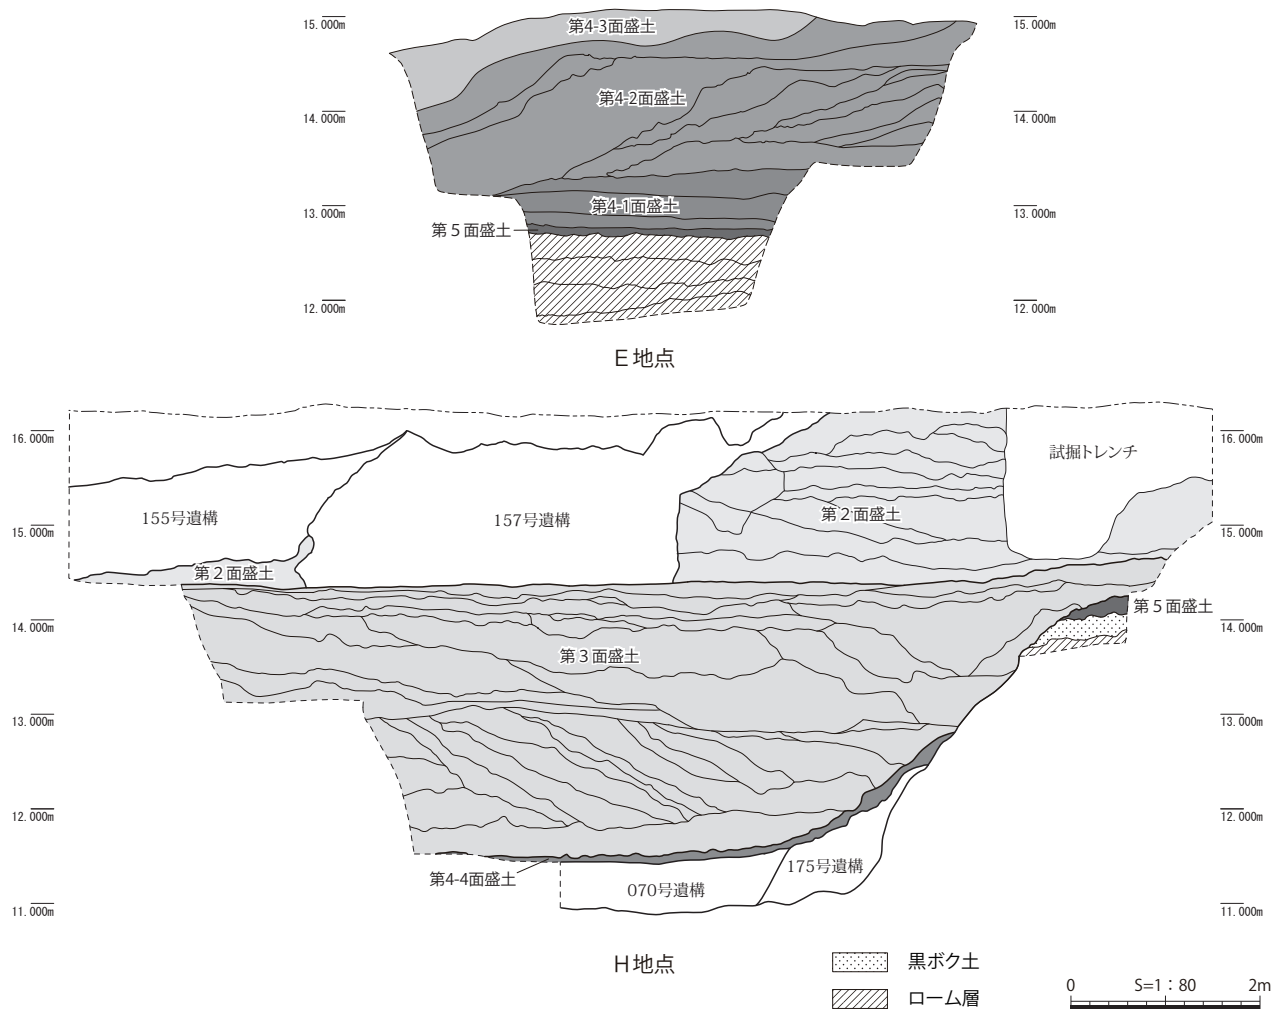 15.000m
第4-3面盛土
15.000m
14.000m
第4-2面盛土
14.000m
13.000m
第4-1面盛土
13.000m
第5面盛土
12.000m
12.000m
E地点
16.000m
16.000m
試掘トレンチ
155号遺構
157号遺構
第2面盛土
15.000m
15.000m
第2面盛土
第5面盛土
14.000m
14.000m
第3面盛土
13.000m
13.000m
12.000m
12.000m
175号遺構
第4-4面盛土
070号遺構
11.000m
11.000m
H地点
黒ボク土
ローム層
0 S=1：80 2m